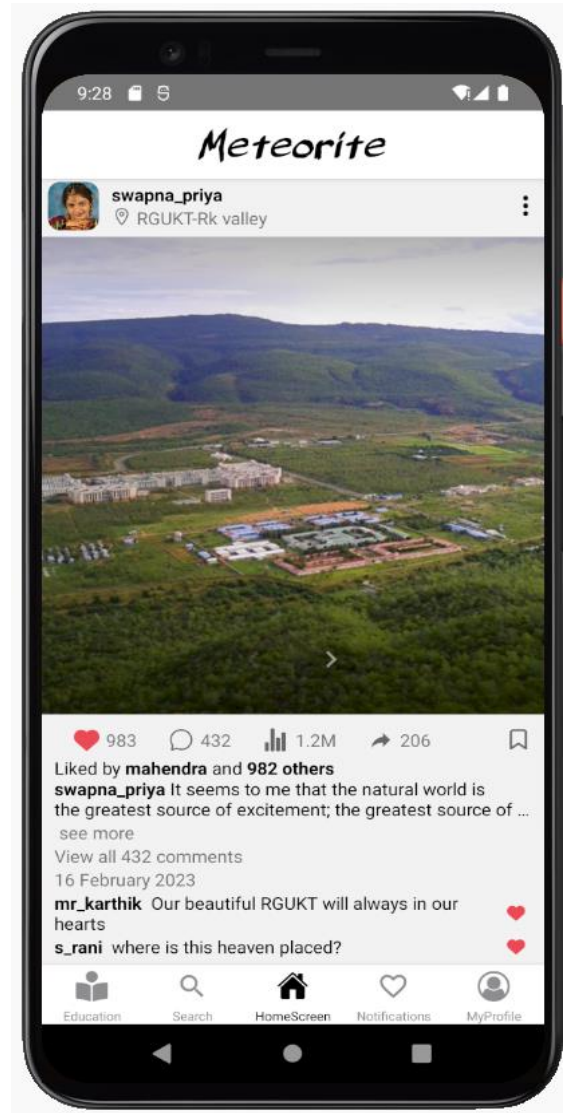 9:28
Meteorite
swapna_priya
RGUKT-Rk valley
983 432 1.2M 206
Liked by mahendra and 982 others
swapna_priya It seems to me that the natural world is
the greatest source of excitement; the greatest source of ...
see more
View all 432 comments
16 February 2023
mr_karthik Our beautiful RGUKT will always in our
hearts
s_rani where is this heaven placed?
Education Search HomeScreen Notifications MyProfile